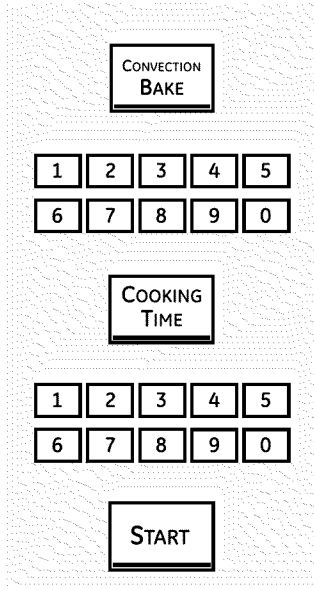 CONVECTION
BAKE
1 2 3 4 5
6 7 8 9 0
COOKING
TIME
1 2 3 4 5
6 7 8 9 0
START